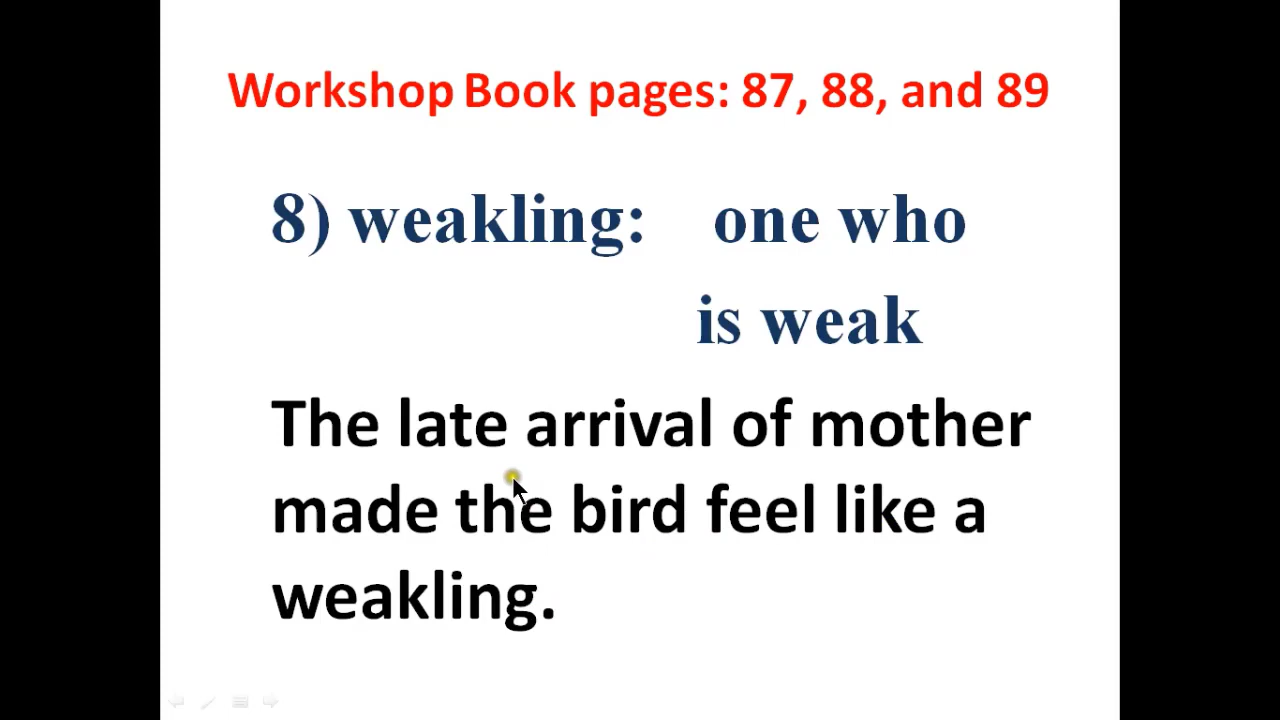 Workshop Book pages: 87, 88, and 89
8) weakling: one who
is weak
The late arrival of mother
made the bird feel like a
weakling.